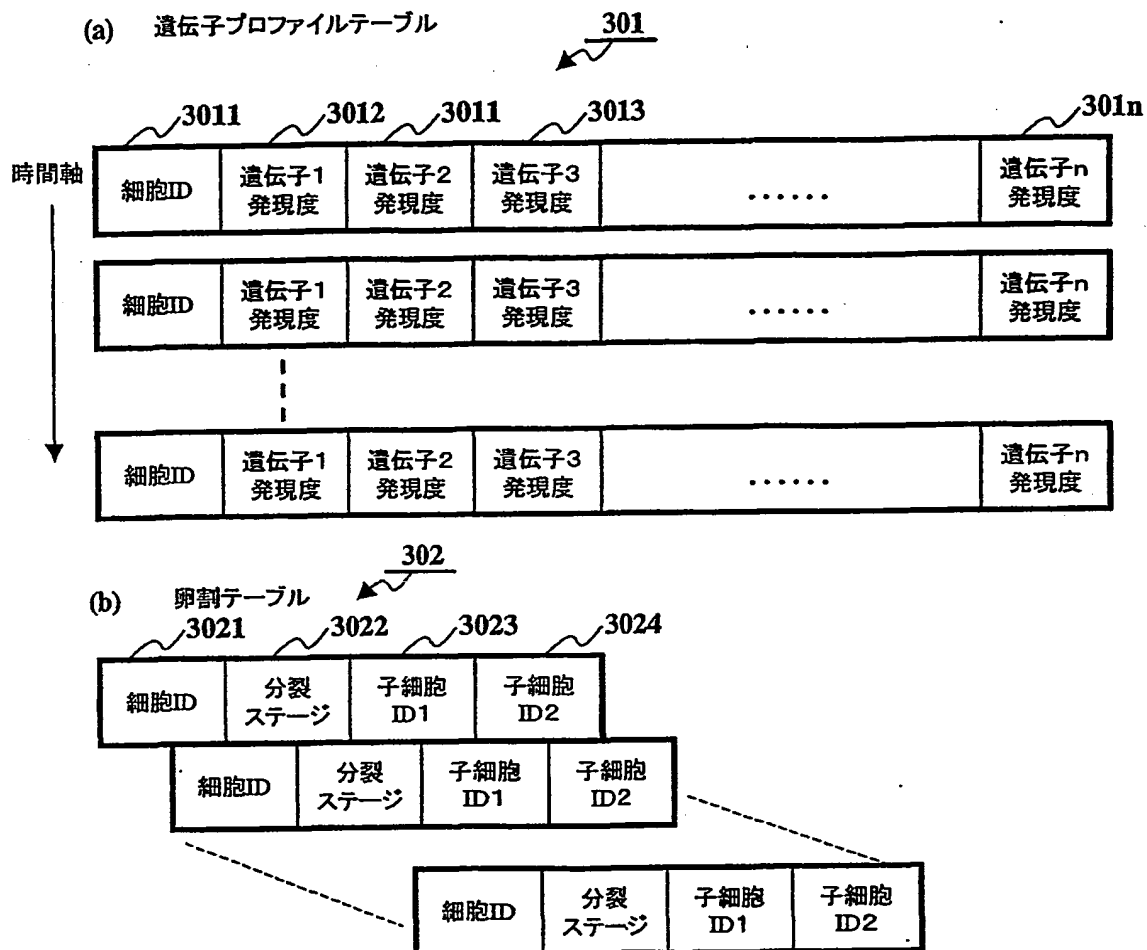 (a) 遺伝子プロファイルテーブル
301
3011 3012 3011 3013 301n
時間軸
細胞ID 遺伝子1 発現度 遺伝子2 発現度 遺伝子3 発現度 ...... 遺伝子n 発現度
細胞ID 遺伝子1 発現度 遺伝子2 発現度 遺伝子3 発現度 ...... 遺伝子n 発現度
細胞ID 遺伝子1 発現度 遺伝子2 発現度 遺伝子3 発現度 ...... 遺伝子n 発現度
302
(b) 卵割テーブル
3021 3022 3023 3024
細胞ID 分裂 ステージ 子細胞 ID1 子細胞 ID2
細胞ID 分裂 ステージ 子細胞 ID1 子細胞 ID2
細胞ID 分裂 ステージ 子細胞 ID1 子細胞 ID2